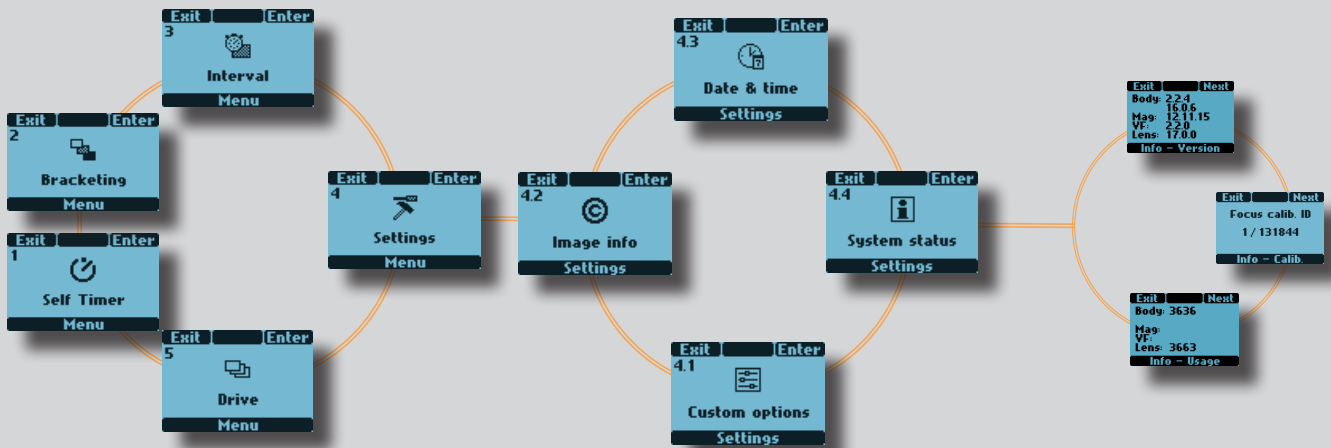 Exit Enter
3
Interval
Menu
Exit Enter
2
Bracketing
Menu
Exit Enter
1
Self Timer
Menu
Exit Enter
5
Drive
Menu
Exit Enter
4
Settings
Menu
Exit Enter
4.2
Image info
Settings
Exit Enter
4.3
Date & time
Settings
Exit Enter
4.1
Custom options
Settings
Exit Enter
4.4
System status
Settings
Exit Next
Body: 2.2.4
16.0.6
Mag: 12.11.15
VF: 2.2.0
Lens: 17.0.0
Info - Version
Exit Next
Focus calib. ID
1 / 131844
Info - Calib.
Exit Next
Body: 3636
Mag:
VF:
Lens: 3663
Info - Usage